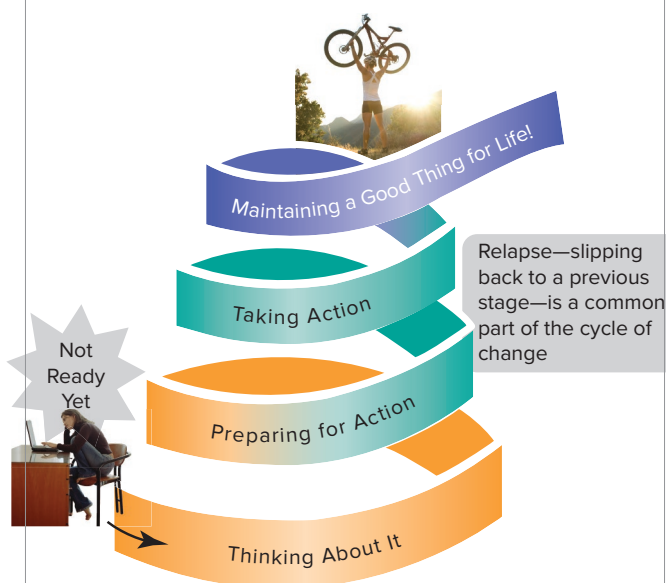 Maintaining a Good Thing for Life!
Relapse—slipping
back to a previous
stage—is a common
part of the cycle of
change
Taking Action
Not
Ready
Yet
Preparing for Action
Thinking About It